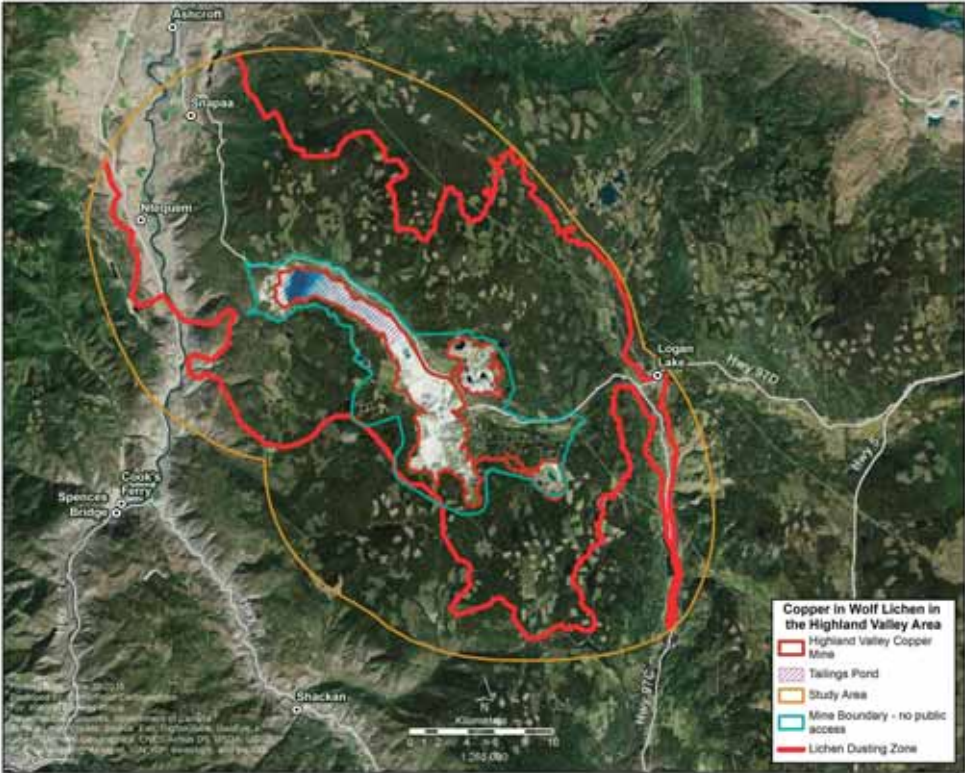 Ashcroft
Snapaa
Ntequem
Logan
Lake
Hwy 97D
Hwy 5
Cook's
Ferry
Spences
Bridge
Shackan
Hwy 97C
N
Kilometres
0 1 2 4 6 8 10
Copper in Wolf Lichen in
the Highland Valley Area
Highland Valley Copper
Mine
Tailings Pond
Study Area
Mine Boundary - no public
access
Lichen Dusting Zone